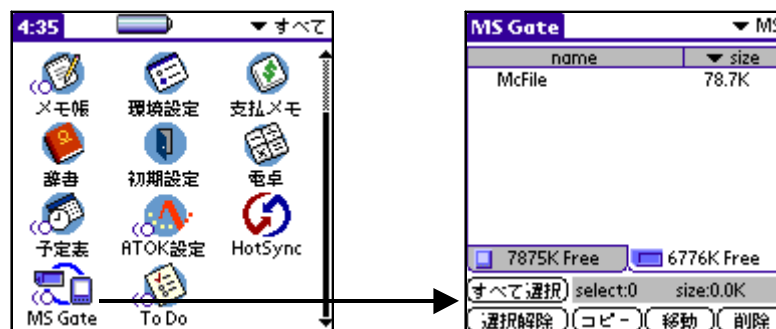 4:35 ▼ すべて
メモ帳 環境設定 支払メモ
辞書 初期設定 電卓
予定表 ATOK設定 HotSync
MS Gate To Do
MS Gate ▼ MS
name ▼ size
McFile 78.7K
7875K Free 6776K Free
すべて選択 select:0 size:0.0K
選択解除 コピー 移動 削除